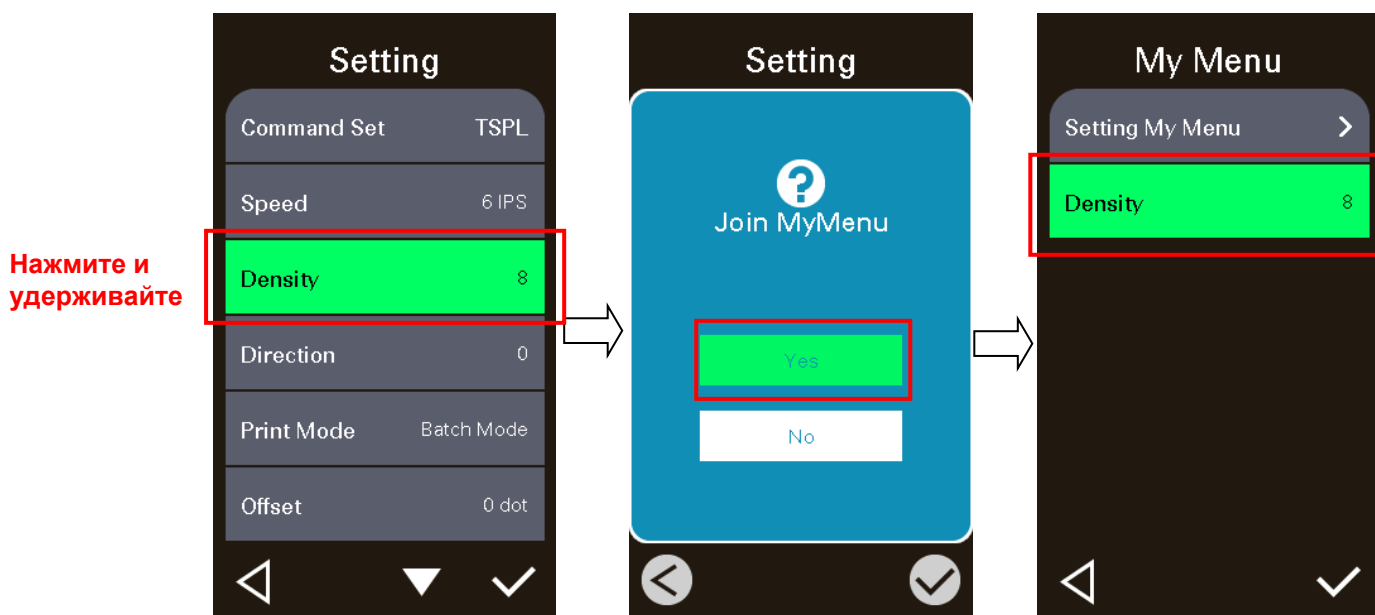 Нажмите и
удерживайте
Setting
Command Set TSPL
Speed 6 IPS
Density 8
Direction 0
Print Mode Batch Mode
Offset 0 dot
Setting
?
Join MyMenu
Yes
No
My Menu
Setting My Menu
Density 8